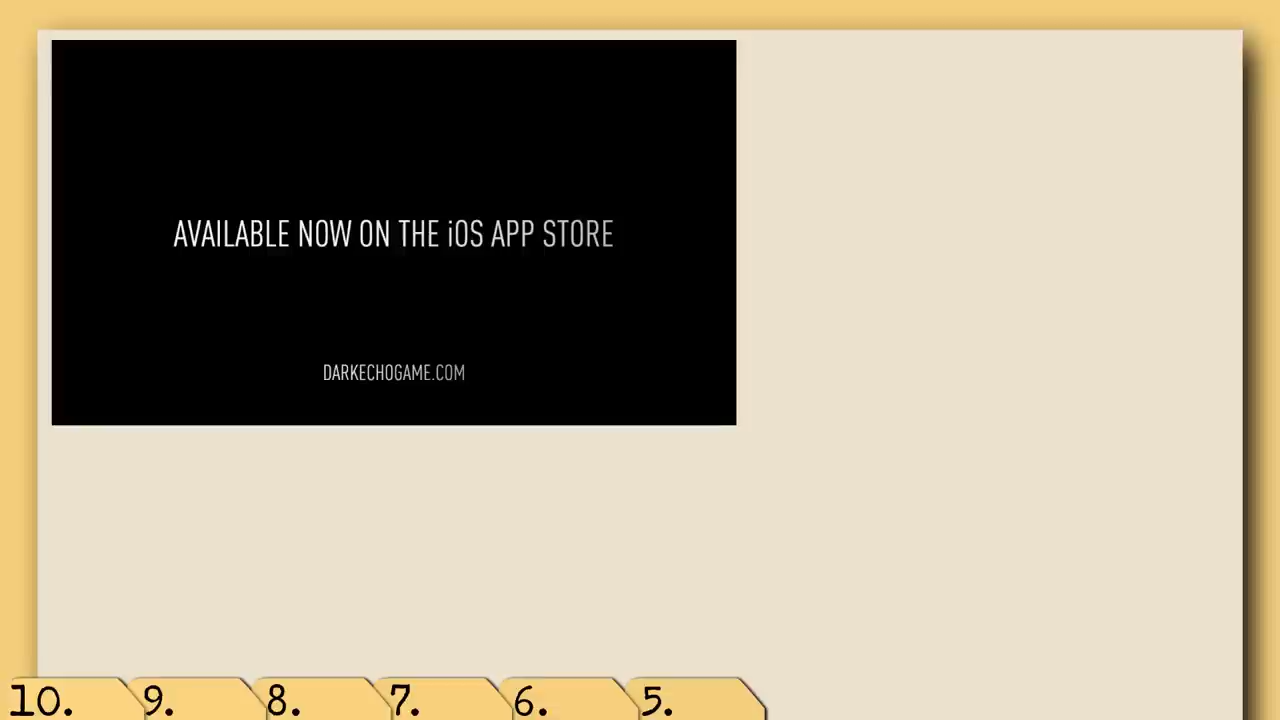 AVAILABLE NOW ON THE iOS APP STORE
DARKECHOGAME.COM
10. 9. 8. 7. 6. 5.